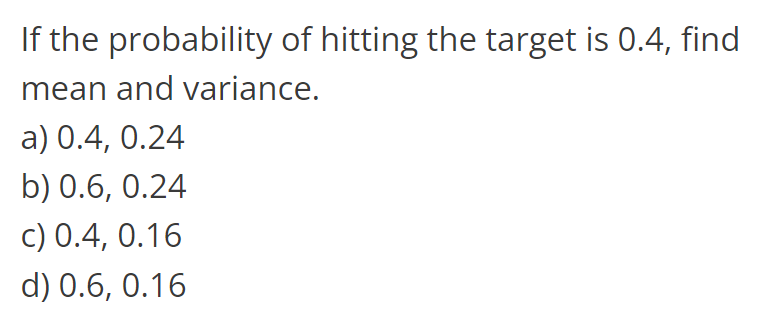 If the probability of hitting the target is 0.4, find
mean and variance.
a) 0.4, 0.24
b) 0.6, 0.24
c) 0.4, 0.16
d) 0.6, 0.16